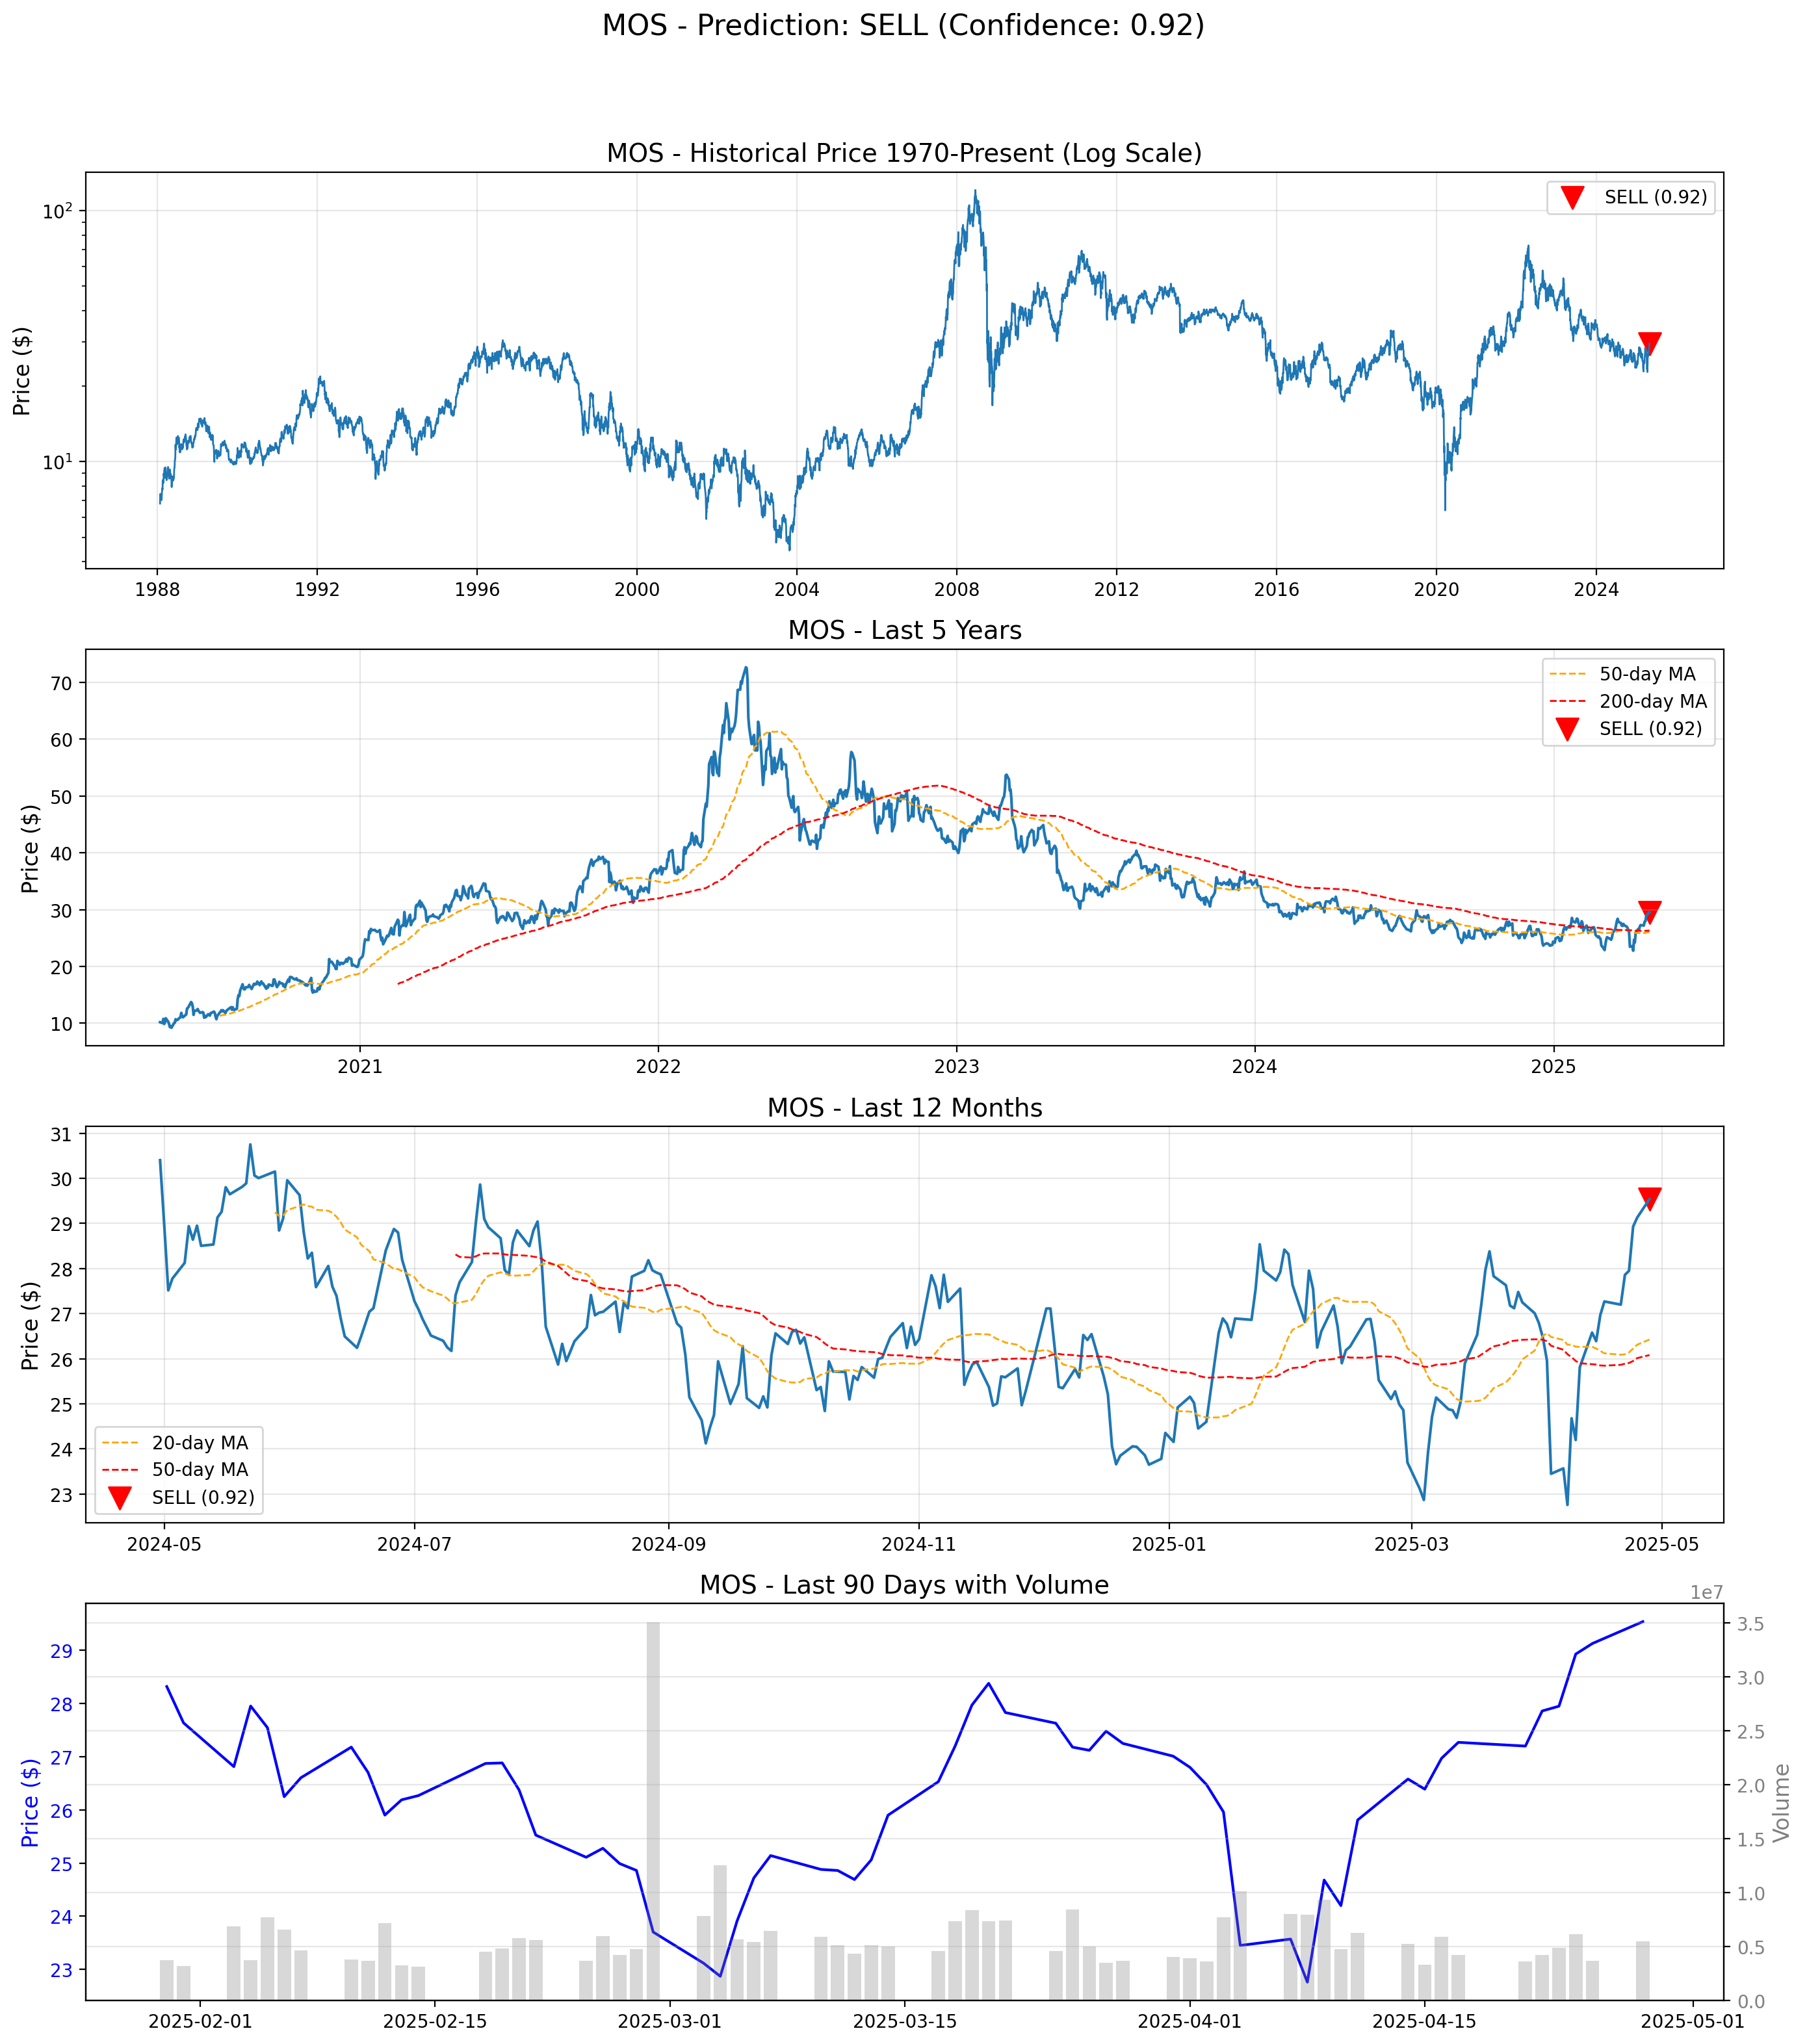 MOS - Prediction: SELL (Confidence: 0.92)
MOS - Historical Price 1970-Present (Log Scale)
Price ($)
10²
10¹
SELL (0.92)
1988 1992 1996 2000 2004 2008 2012 2016 2020 2024
MOS - Last 5 Years
Price ($)
70
60
50
40
30
20
10
50-day MA
200-day MA
SELL (0.92)
2021 2022 2023 2024 2025
MOS - Last 12 Months
Price ($)
31
30
29
28
27
26
25
24
23
20-day MA
50-day MA
SELL (0.92)
2024-05 2024-07 2024-09 2024-11 2025-01 2025-03 2025-05
MOS - Last 90 Days with Volume
1e7
Price ($)
29
28
27
26
25
24
23
3.5
3.0
2.5
2.0
1.5
1.0
0.5
0.0
Volume
2025-02-01 2025-02-15 2025-03-01 2025-03-15 2025-04-01 2025-04-15 2025-05-01